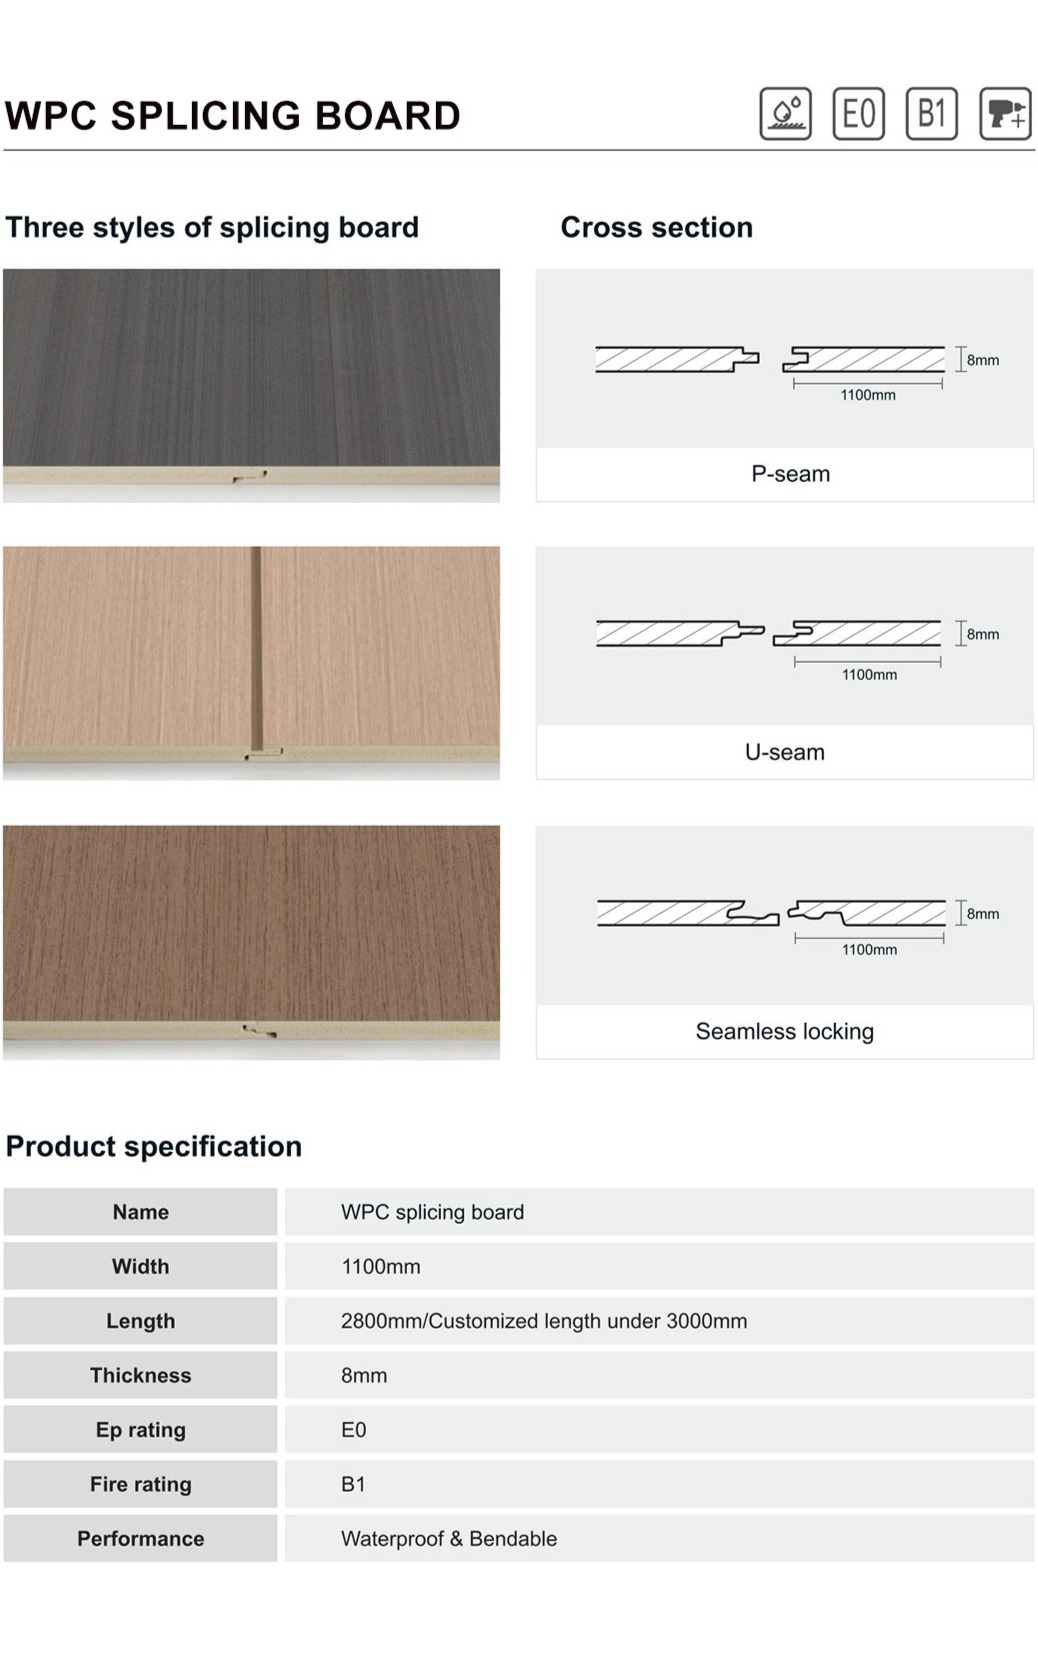 WPC SPLICING BOARD
E0
B1
Three styles of splicing board
Cross section
8mm
1100mm
P-seam
8mm
1100mm
U-seam
8mm
1100mm
Seamless locking
Product specification
Name WPC splicing board
Width 1100mm
Length 2800mm/Customized length under 3000mm
Thickness 8mm
Ep rating E0
Fire rating B1
Performance Waterproof & Bendable